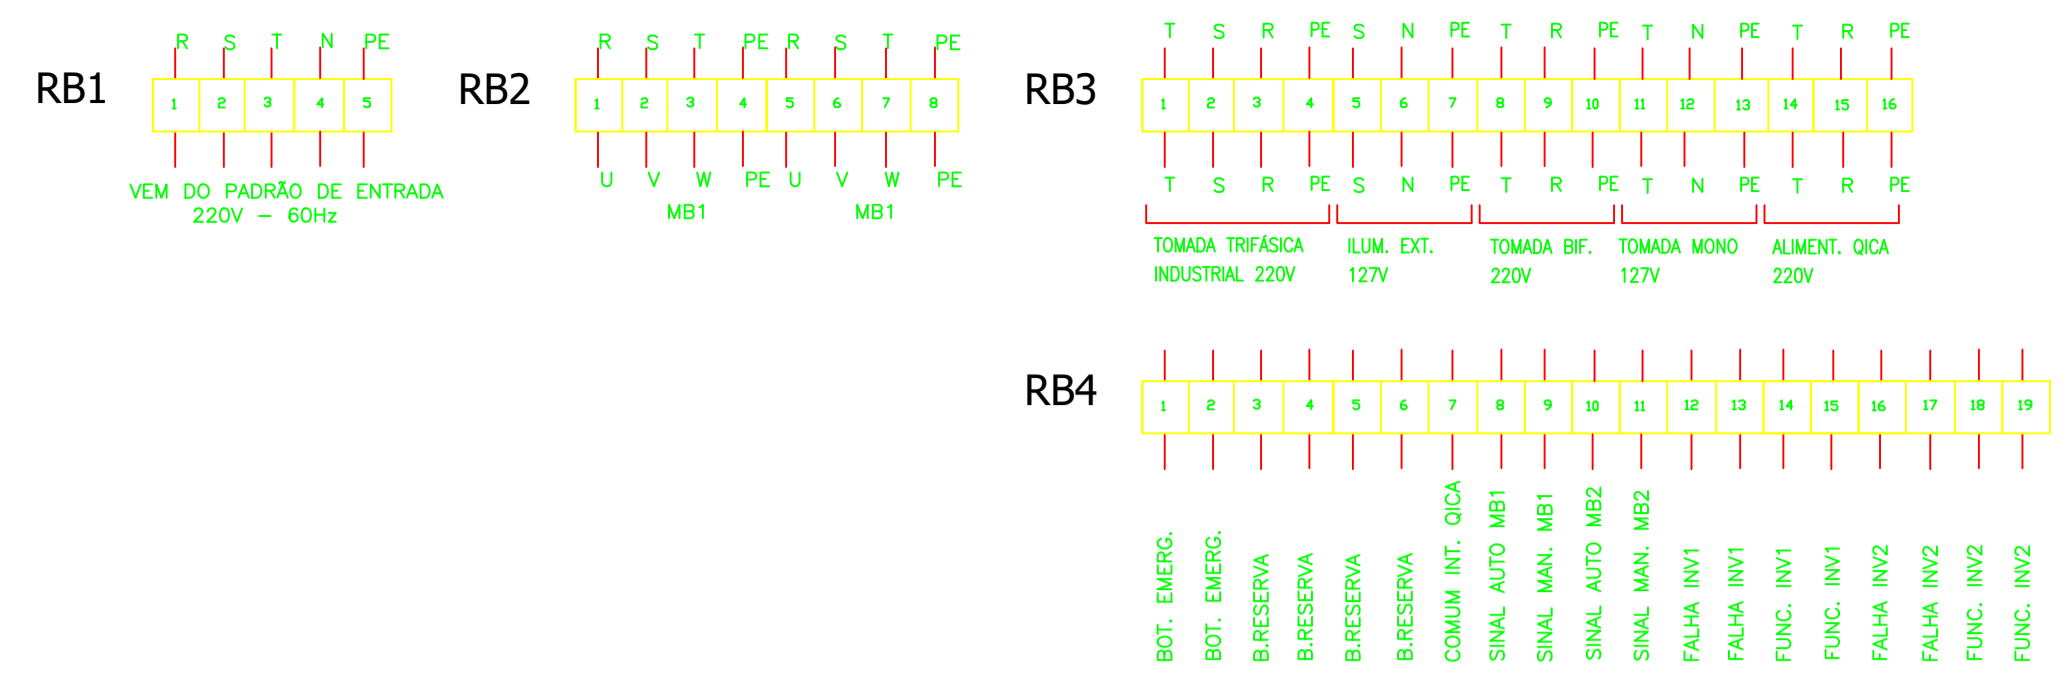 R S T N PE
RB1
1 2 3 4 5
VEM DO PADRÃO DE ENTRADA
220V - 60Hz
R S T PE R S T PE
RB2
1 2 3 4 5 6 7 8
U V W PE U V W PE
MB1 MB1
T S R PE S N PE T R PE T N PE T R PE
RB3
1 2 3 4 5 6 7 8 9 10 11 12 13 14 15 16
T S R PE S N PE T R PE T N PE T R PE
TOMADA TRIFÁSICA
INDUSTRIAL 220V
ILUM. EXT.
127V
TOMADA BIF.
220V
TOMADA MONO
127V
ALIMENT. QICA
220V
RB4
1 2 3 4 5 6 7 8 9 10 11 12 13 14 15 16 17 18 19
BOT. EMERG.
BOT. EMERG.
B.RESERVA
B.RESERVA
B.RESERVA
B.RESERVA
COMUM INT. QICA
SINAL AUTO MB1
SINAL MAN. MB1
SINAL AUTO MB2
SINAL MAN. MB2
FALHA INV1
FALHA INV1
FUNC. INV1
FUNC. INV1
FALHA INV2
FALHA INV2
FUNC. INV2
FUNC. INV2